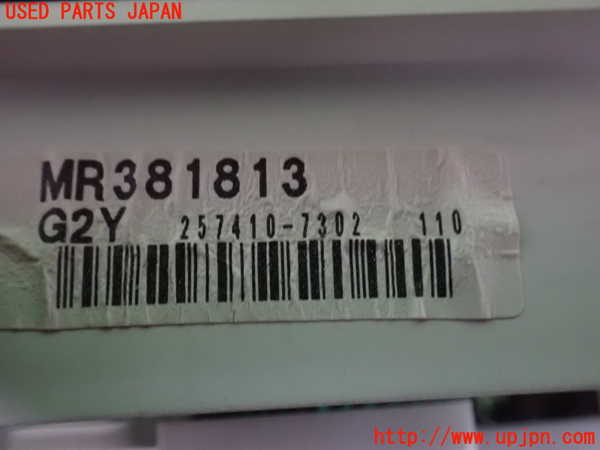 USED PARTS JAPAN
MR381813
G2Y 257410-7302 110
http://www.upjpn.com/